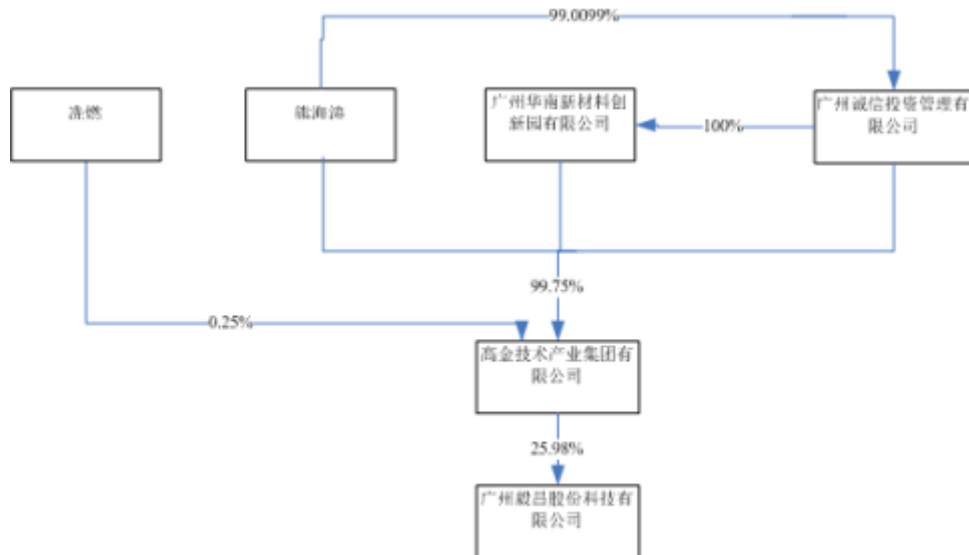 99.0099%
冼燃
熊海涛
广州华南新材料创
新园有限公司
广州诚信投资管理有
限公司
100%
99.75%
0.25%
高金技术产业集团有
限公司
25.98%
广州毅昌股份科技有
限公司